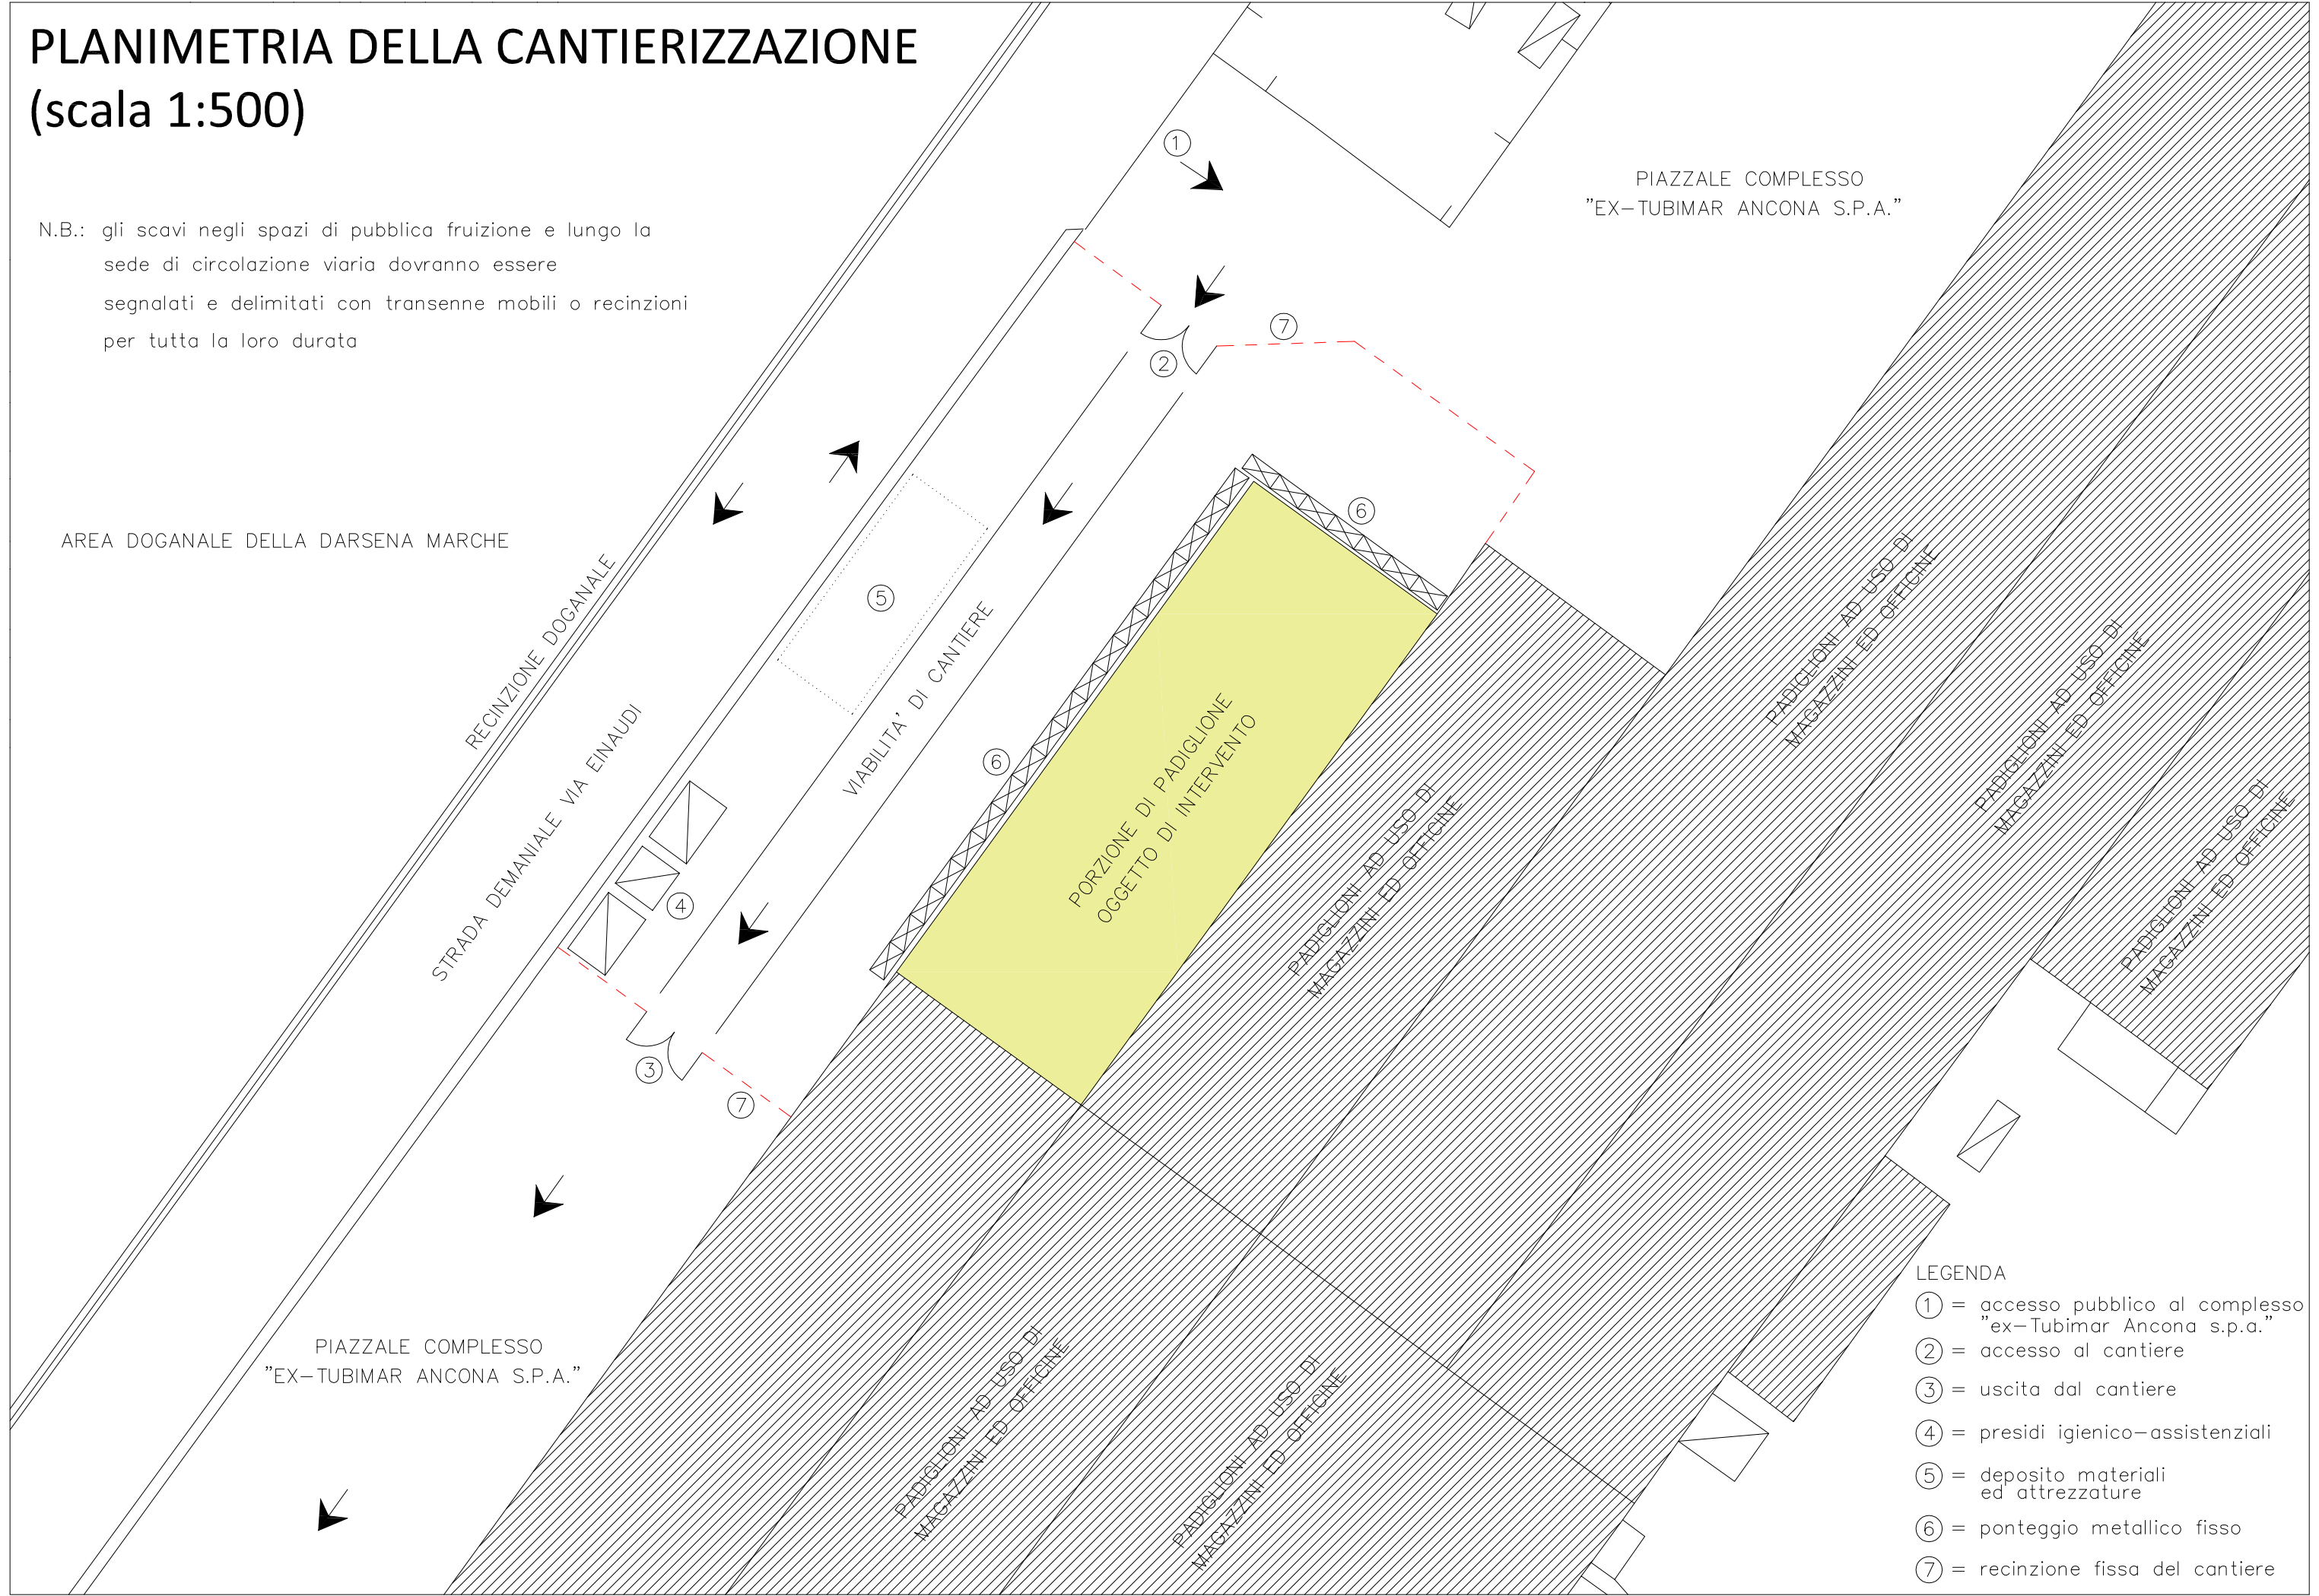 PLANIMETRIA DELLA CANTIERIZZAZIONE
(scala 1:500)
N.B.: gli scavi negli spazi di pubblica fruizione e lungo la
sede di circolazione viaria dovranno essere
segnalati e delimitati con transenne mobili o recinzioni
per tutta la loro durata
1
PIAZZALE COMPLESSO
"EX-TUBIMAR ANCONA S.P.A."
7
2
AREA DOGANALE DELLA DARSENA MARCHE
RECINZIONE DOGANALE
STRADA DEMANIALE VIA EINAUDI
5
VIABILITA' DI CANTIERE
6
6
PORZIONE DI PADIGLIONE
OGGETTO DI INTERVENTO
4
3
7
PADIGLIONI AD USO DI
MAGAZZINI ED OFFICINE
PADIGLIONI AD USO DI
MAGAZZINI ED OFFICINE
PADIGLIONI AD USO DI
MAGAZZINI ED OFFICINE
PADIGLIONI AD USO DI
MAGAZZINI ED OFFICINE
PIAZZALE COMPLESSO
"EX-TUBIMAR ANCONA S.P.A."
PADIGLIONI AD USO DI
MAGAZZINI ED OFFICINE
PADIGLIONI AD USO DI
MAGAZZINI ED OFFICINE
LEGENDA
1 = accesso pubblico al complesso
"ex-Tubimar Ancona s.p.a."
2 = accesso al cantiere
3 = uscita dal cantiere
4 = presidi igienico-assistenziali
5 = deposito materiali
ed attrezzature
6 = ponteggio metallico fisso
7 = recinzione fissa del cantiere